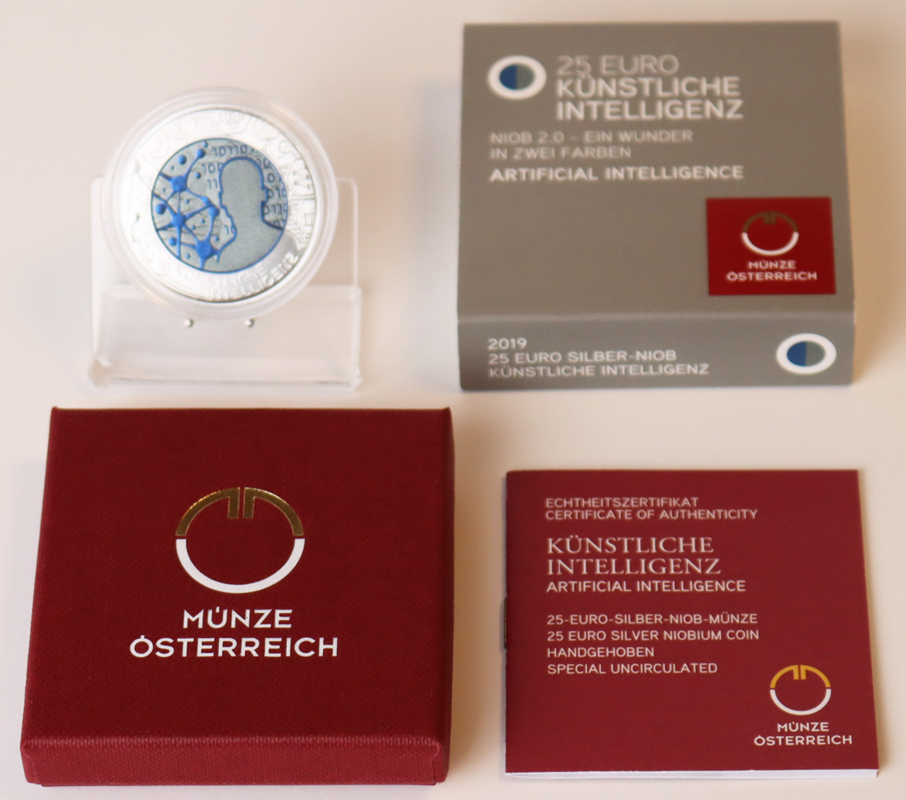 25 EURO
KÜNSTLICHE
INTELLIGENZ
NIOB 2.0 – EIN WUNDER
IN ZWEI FARBEN
ARTIFICIAL INTELLIGENCE
MÜNZE
ÖSTERREICH
2019
25 EURO SILBER-NIOB
KÜNSTLICHE INTELLIGENZ
MÜNZE
ÖSTERREICH
ECHTHEITSZERTIFIKAT
CERTIFICATE OF AUTHENTICITY
KÜNSTLICHE
INTELLIGENZ
ARTIFICIAL INTELLIGENCE
25-EURO-SILBER-NIOB-MÜNZE
25 EURO SILVER NIOBIUM COIN
HANDGEHOBEN
SPECIAL UNCIRCULATED
MÜNZE
ÖSTERREICH